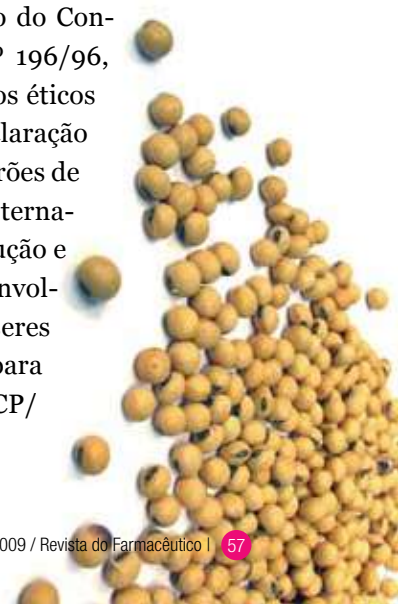 o do Con-
º 196/96,
os éticos
laração
rões de
terna-
ução e
nvol-
eres
para
CP/
009 / Revista do Farmacêutico | 57